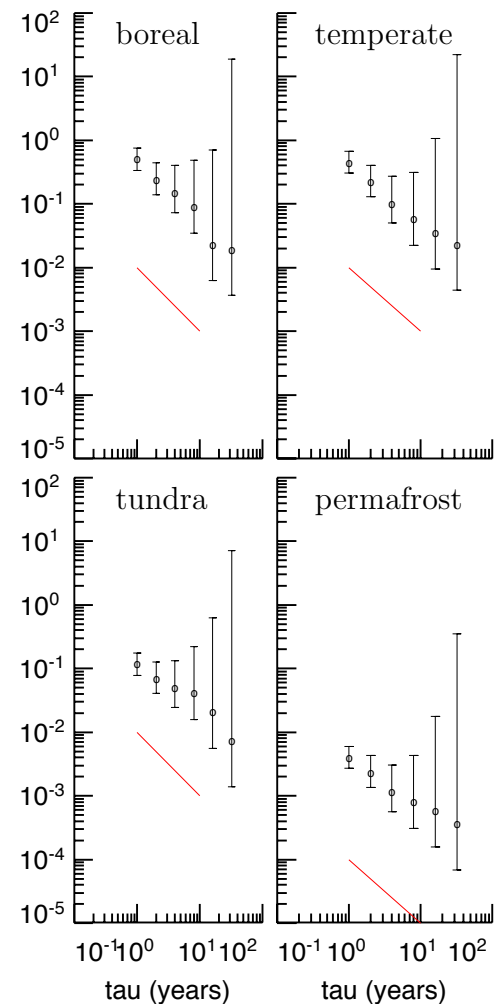 boreal
temperate
10²
10¹
10⁰
10⁻¹
10⁻²
10⁻³
10⁻⁴
10⁻⁵
tundra
permafrost
10²
10¹
10⁰
10⁻¹
10⁻²
10⁻³
10⁻⁴
10⁻⁵
10⁻¹10⁰ 10¹ 10²
10⁻¹ 10⁰ 10¹ 10²
tau (years)
tau (years)